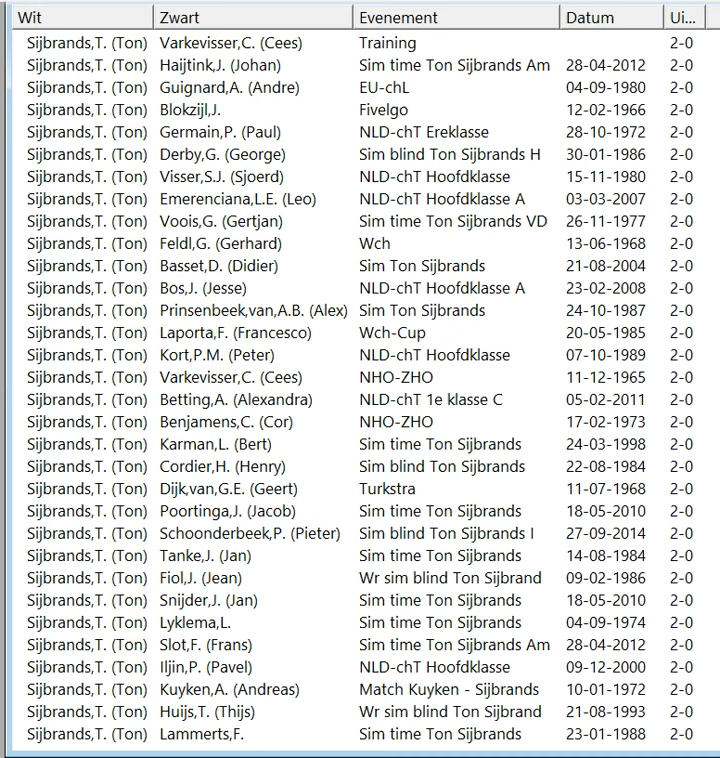 Wit Zwart Evenement Datum Ui...
Sijbrands,T. (Ton) Varkevisser,C. (Cees) Training 2-0
Sijbrands,T. (Ton) Haijtink,J. (Johan) Sim time Ton Sijbrands Am 28-04-2012 2-0
Sijbrands,T. (Ton) Guignard,A. (Andre) EU-chL 04-09-1980 2-0
Sijbrands,T. (Ton) Blokzijl,J. Fivelgo 12-02-1966 2-0
Sijbrands,T. (Ton) Germain,P. (Paul) NLD-chT Ereklasse 28-10-1972 2-0
Sijbrands,T. (Ton) Derby,G. (George) Sim blind Ton Sijbrands H 30-01-1986 2-0
Sijbrands,T. (Ton) Visser,S.J. (Sjoerd) NLD-chT Hoofdklasse 15-11-1980 2-0
Sijbrands,T. (Ton) Emerenciana,L.E. (Leo) NLD-chT Hoofdklasse A 03-03-2007 2-0
Sijbrands,T. (Ton) Voois,G. (Gertjan) Sim time Ton Sijbrands VD 26-11-1977 2-0
Sijbrands,T. (Ton) Feldl,G. (Gerhard) Wch 13-06-1968 2-0
Sijbrands,T. (Ton) Basset,D. (Didier) Sim Ton Sijbrands 21-08-2004 2-0
Sijbrands,T. (Ton) Bos,J. (Jesse) NLD-chT Hoofdklasse A 23-02-2008 2-0
Sijbrands,T. (Ton) Prinsenbeek,van,A.B. (Alex) Sim Ton Sijbrands 24-10-1987 2-0
Sijbrands,T. (Ton) Laporta,F. (Francesco) Wch-Cup 20-05-1985 2-0
Sijbrands,T. (Ton) Kort,P.M. (Peter) NLD-chT Hoofdklasse 07-10-1989 2-0
Sijbrands,T. (Ton) Varkevisser,C. (Cees) NHO-ZHO 11-12-1965 2-0
Sijbrands,T. (Ton) Betting,A. (Alexandra) NLD-chT 1e klasse C 05-02-2011 2-0
Sijbrands,T. (Ton) Benjamens,C. (Cor) NHO-ZHO 17-02-1973 2-0
Sijbrands,T. (Ton) Karman,L. (Bert) Sim time Ton Sijbrands 24-03-1998 2-0
Sijbrands,T. (Ton) Cordier,H. (Henry) Sim blind Ton Sijbrands 22-08-1984 2-0
Sijbrands,T. (Ton) Dijk,van,G.E. (Geert) Turkstra 11-07-1968 2-0
Sijbrands,T. (Ton) Poortinga,J. (Jacob) Sim time Ton Sijbrands 18-05-2010 2-0
Sijbrands,T. (Ton) Schoonderbeek,P. (Pieter) Sim blind Ton Sijbrands I 27-09-2014 2-0
Sijbrands,T. (Ton) Tanke,J. (Jan) Sim time Ton Sijbrands 14-08-1984 2-0
Sijbrands,T. (Ton) Fiol,J. (Jean) Wr sim blind Ton Sijbrand 09-02-1986 2-0
Sijbrands,T. (Ton) Snijder,J. (Jan) Sim time Ton Sijbrands 18-05-2010 2-0
Sijbrands,T. (Ton) Lyklema,L. Sim time Ton Sijbrands 04-09-1974 2-0
Sijbrands,T. (Ton) Slot,F. (Frans) Sim time Ton Sijbrands Am 28-04-2012 2-0
Sijbrands,T. (Ton) Iljin,P. (Pavel) NLD-chT Hoofdklasse 09-12-2000 2-0
Sijbrands,T. (Ton) Kuyken,A. (Andreas) Match Kuyken - Sijbrands 10-01-1972 2-0
Sijbrands,T. (Ton) Huijs,T. (Thijs) Wr sim blind Ton Sijbrand 21-08-1993 2-0
Sijbrands,T. (Ton) Lammerts,F. Sim time Ton Sijbrands 23-01-1988 2-0